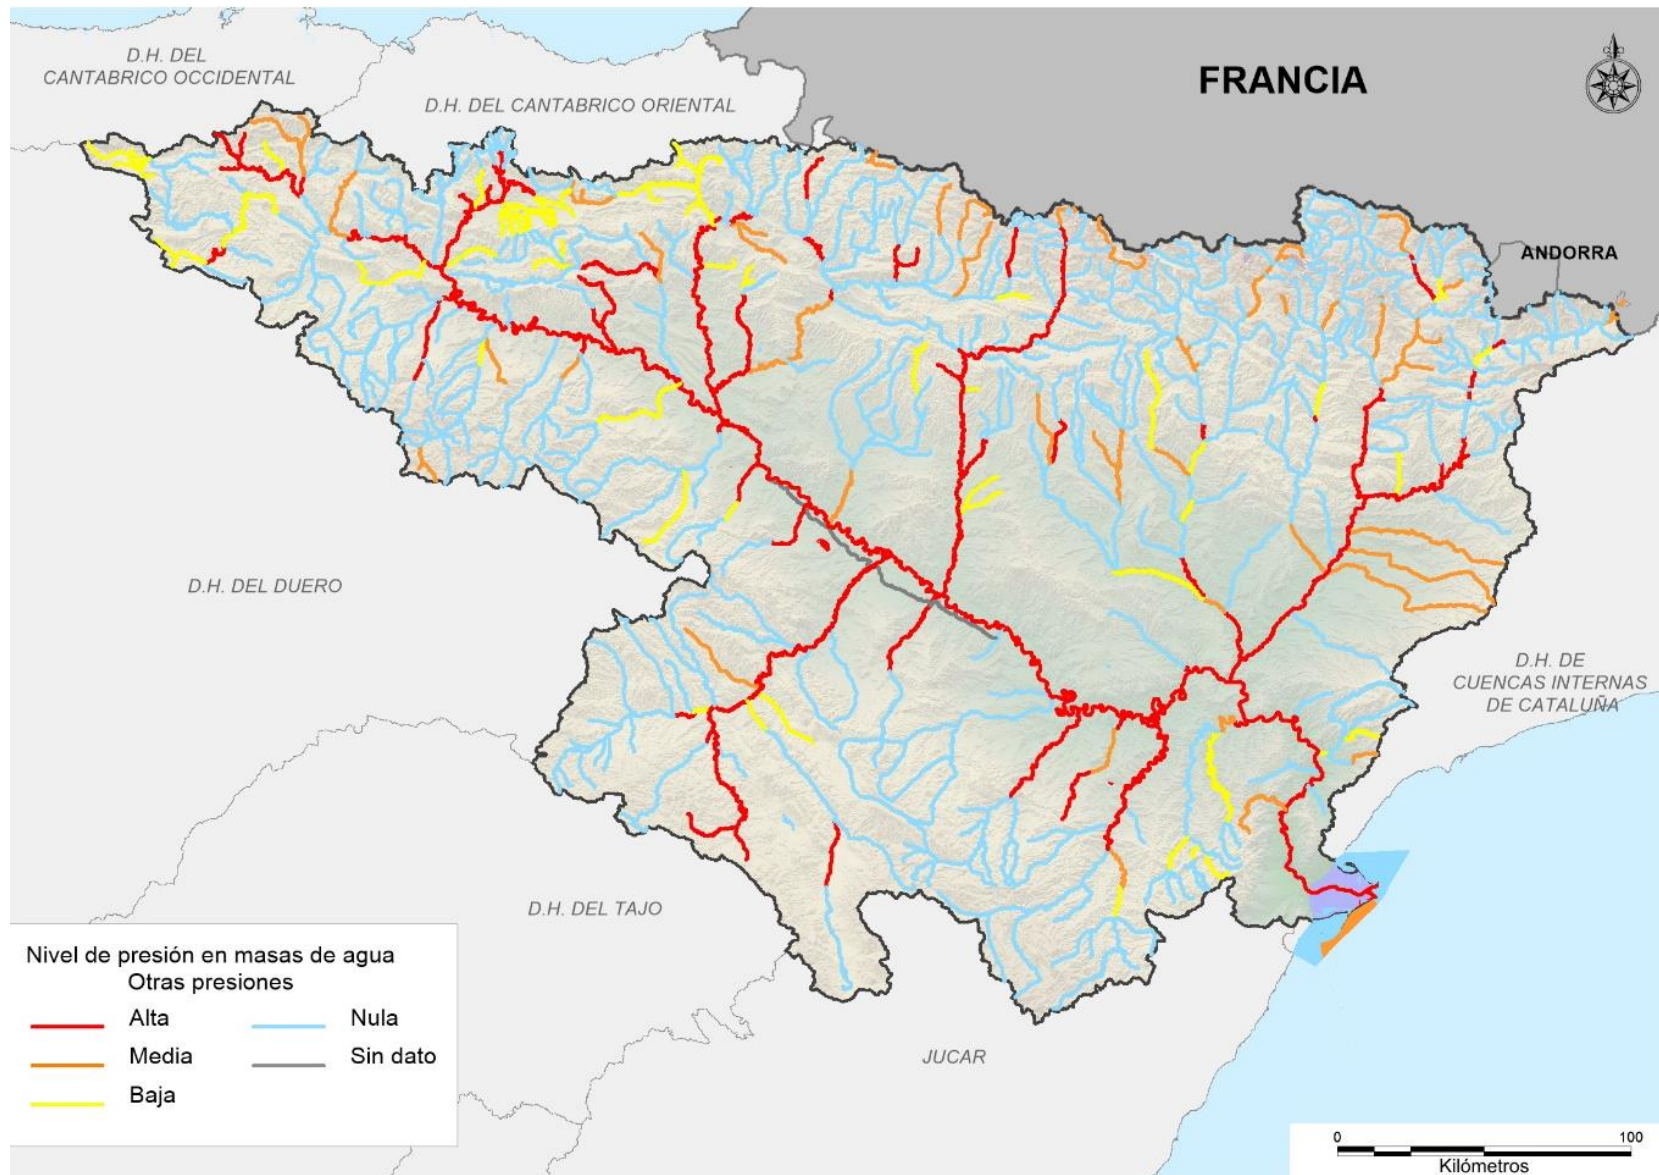 D.H. DEL
CANTABRICO OCCIDENTAL
D.H. DEL CANTABRICO ORIENTAL
FRANCIA
ANDORRA
D.H. DEL DUERO
D.H. DE
CUENCAS INTERNAS
DE CATALUÑA
D.H. DEL TAJO
JUCAR
Nivel de presión en masas de agua
Otras presiones
Alta
Nula
Media
Sin dato
Baja
0
100
Kilómetros